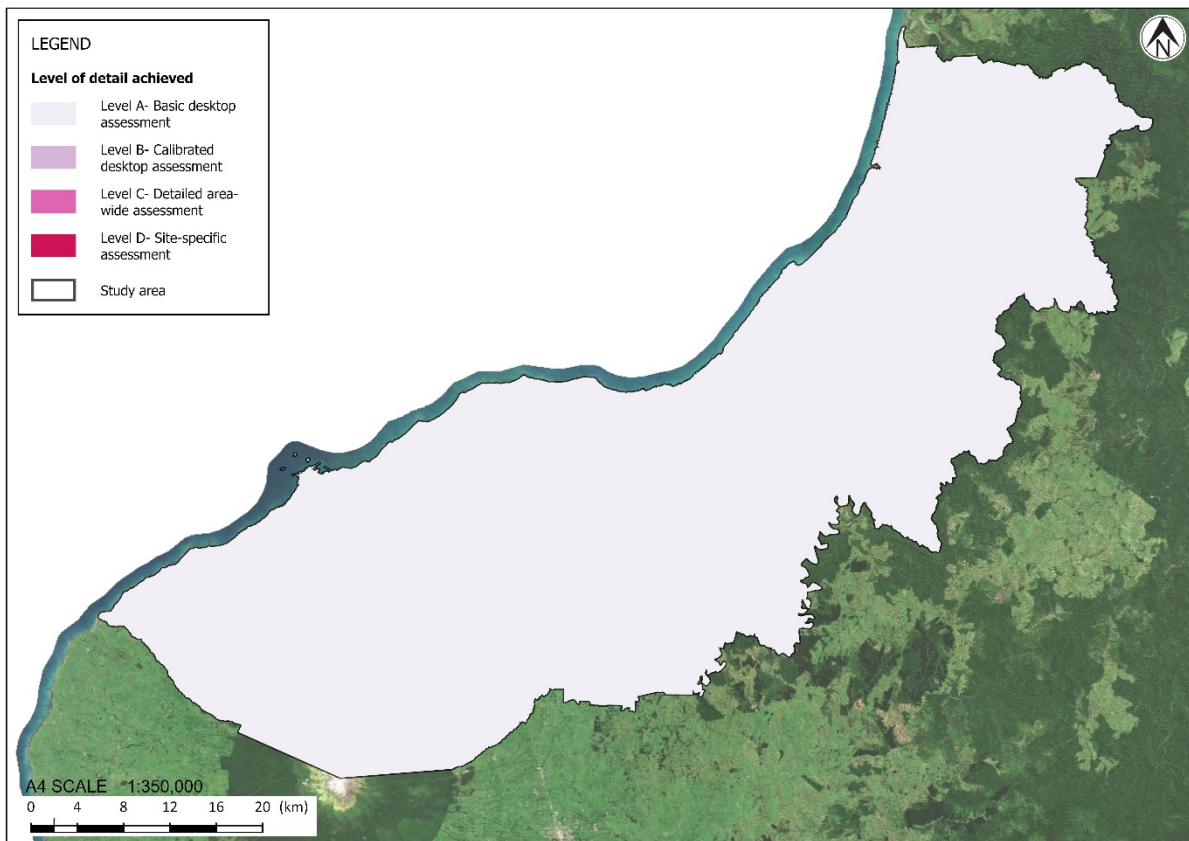 LEGEND
Level of detail achieved
Level A- Basic desktop
assessment
Level B- Calibrated
desktop assessment
Level C- Detailed area-
wide assessment
Level D- Site-specific
assessment
Study area
N
A4 SCALE 1:350,000
0 4 8 12 16 20 (km)